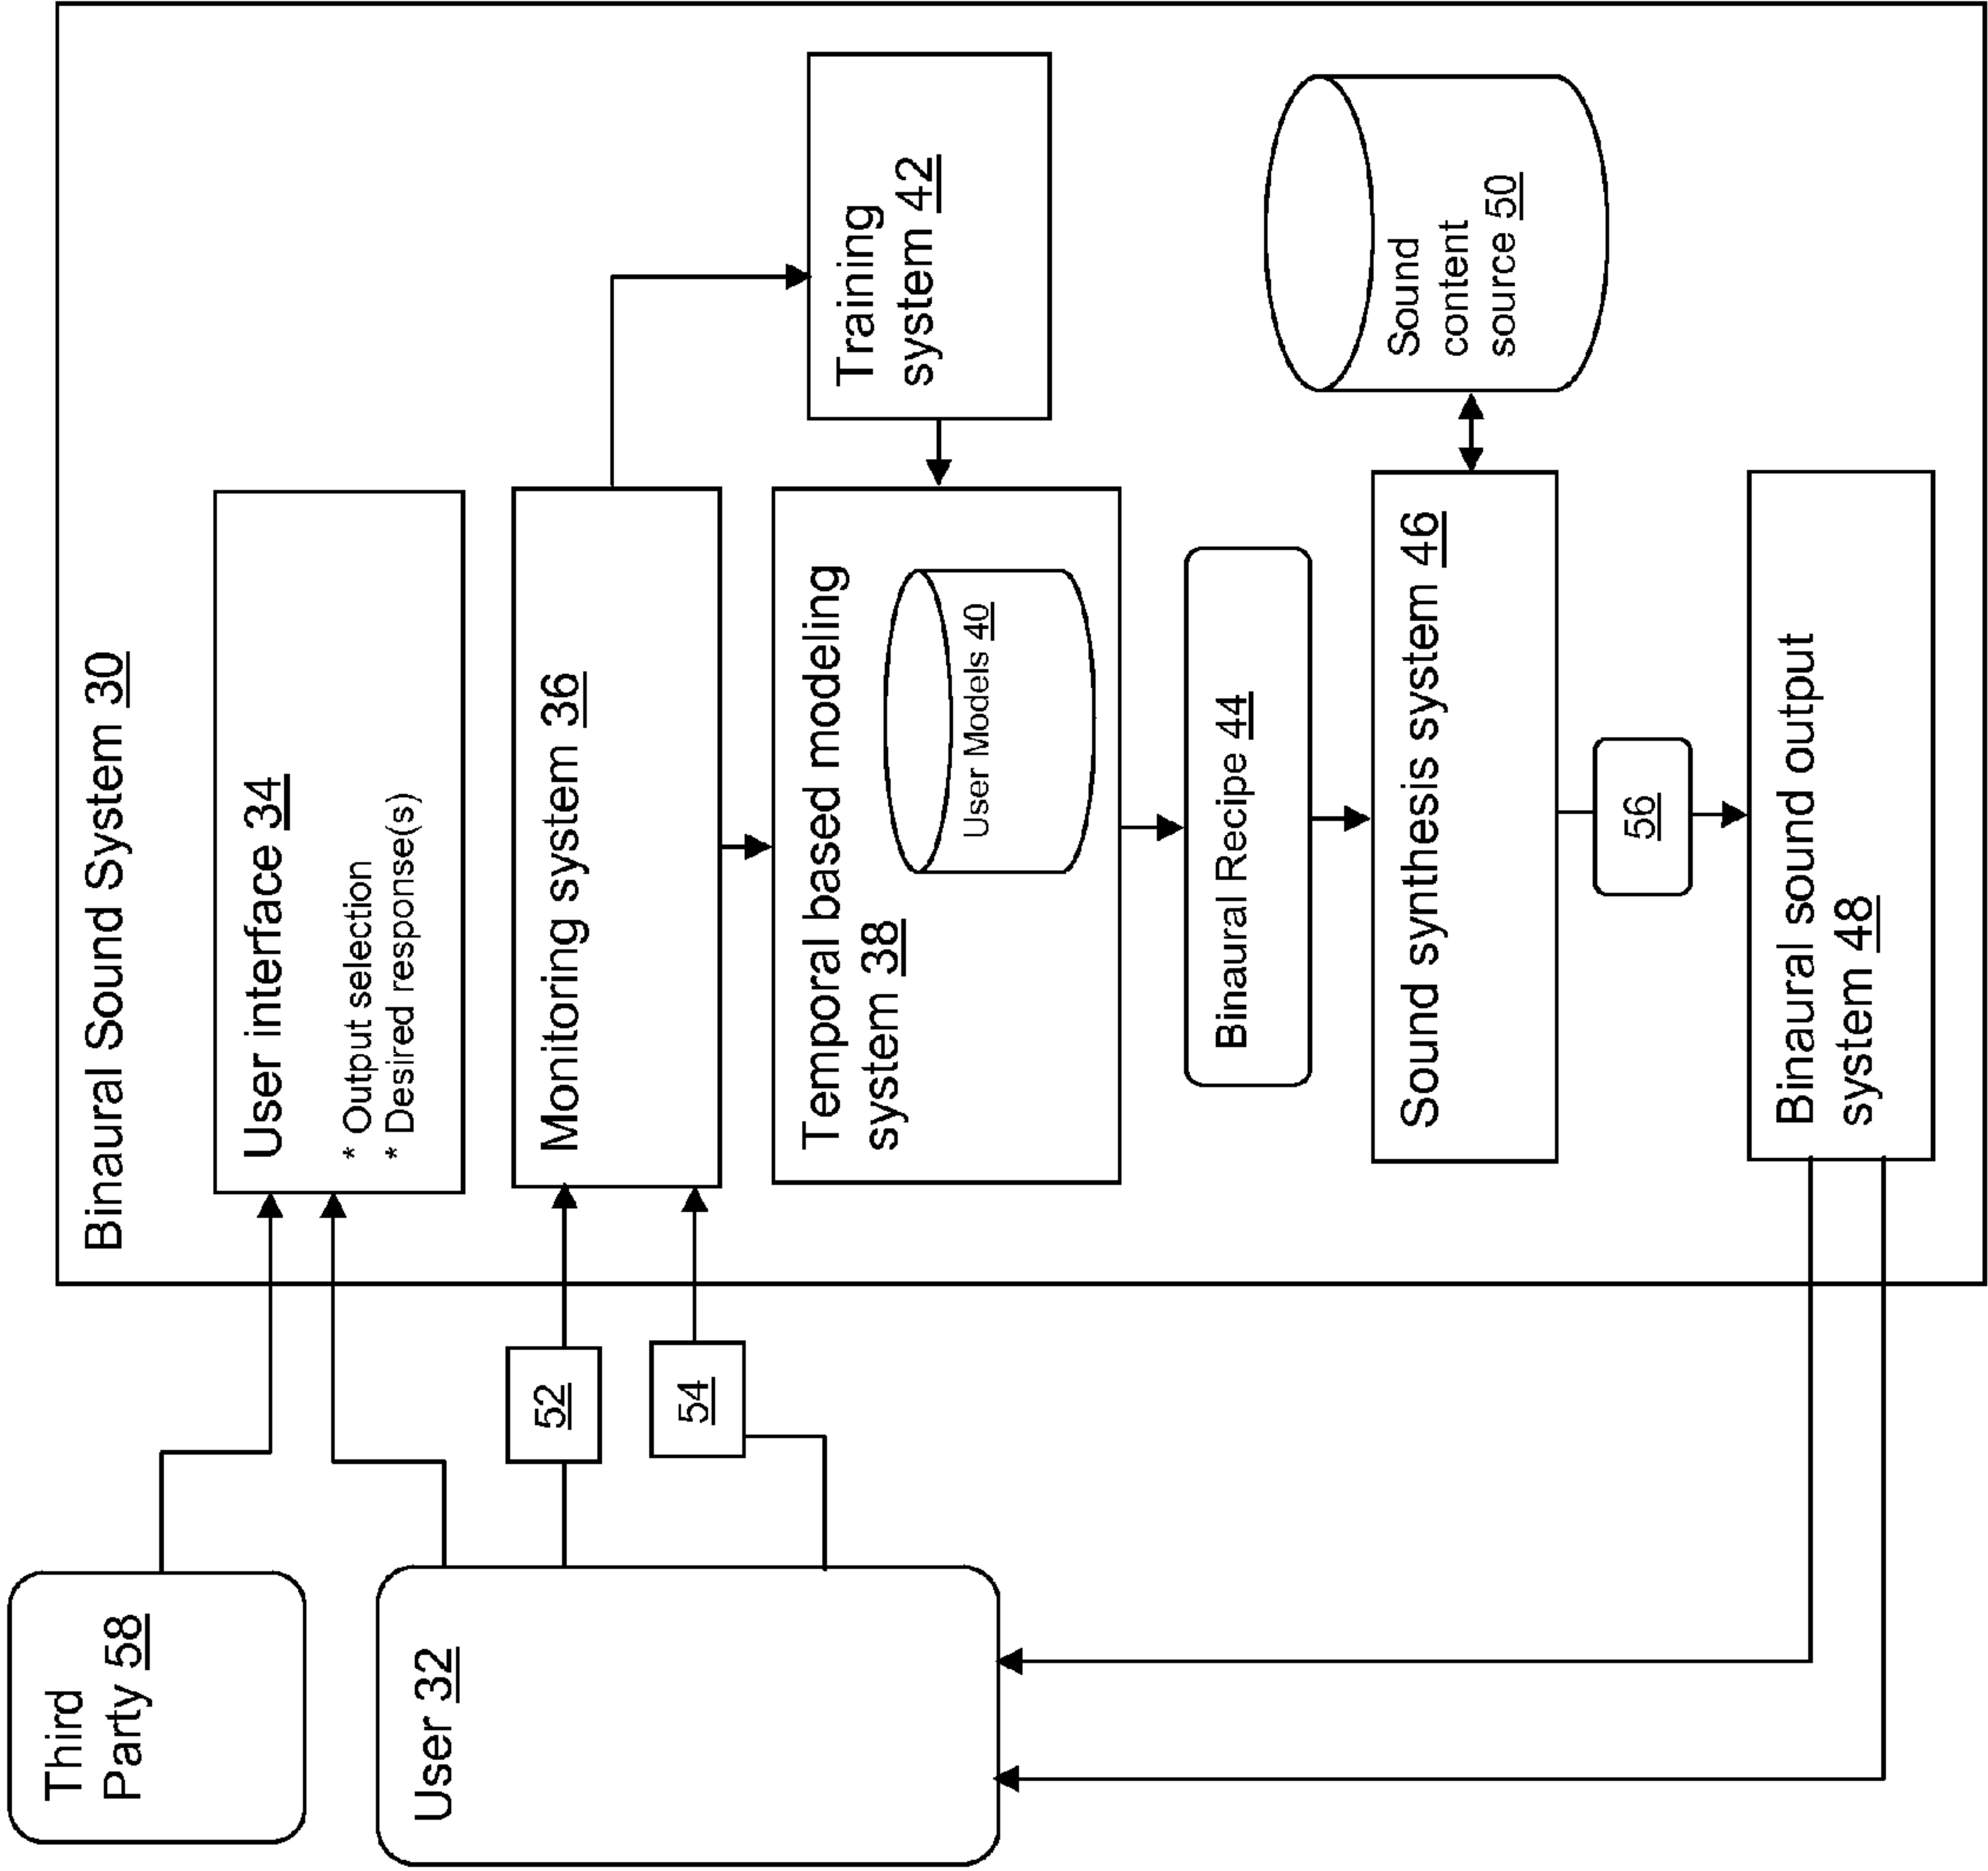 Third
Party 58
User 32
52
54
Binaural Sound System 30
User interface 34
* Output selection
* Desired response(s)
Monitoring system 36
Training
system 42
Temporal based modeling
system 38
User Models 40
Binaural Recipe 44
Sound synthesis system 46
Sound
content
source 50
56
Binaural sound output
system 48